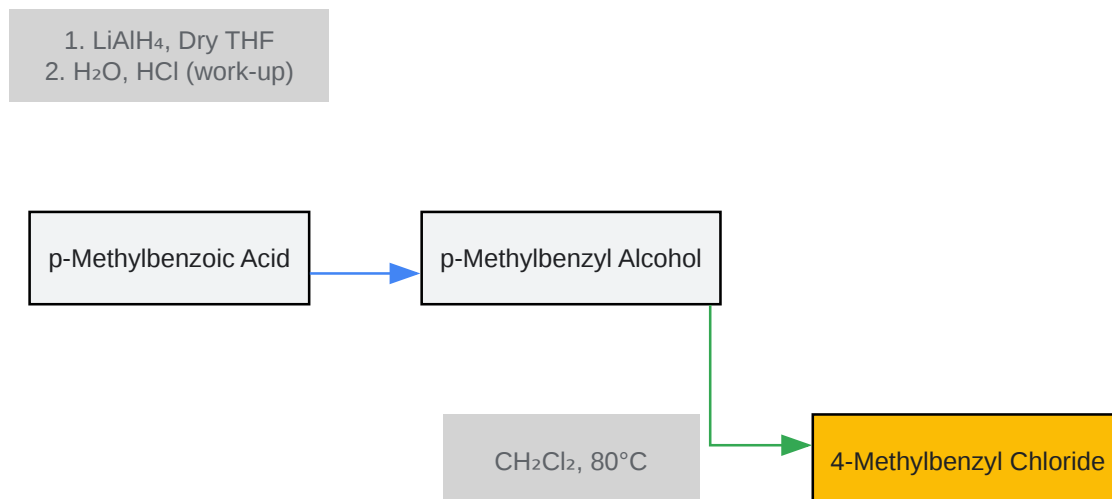 1. LiAlH₄, Dry THF
2. H₂O, HCl (work-up)
p-Methylbenzoic Acid
p-Methylbenzyl Alcohol
CH₂Cl₂, 80°C
4-Methylbenzyl Chloride